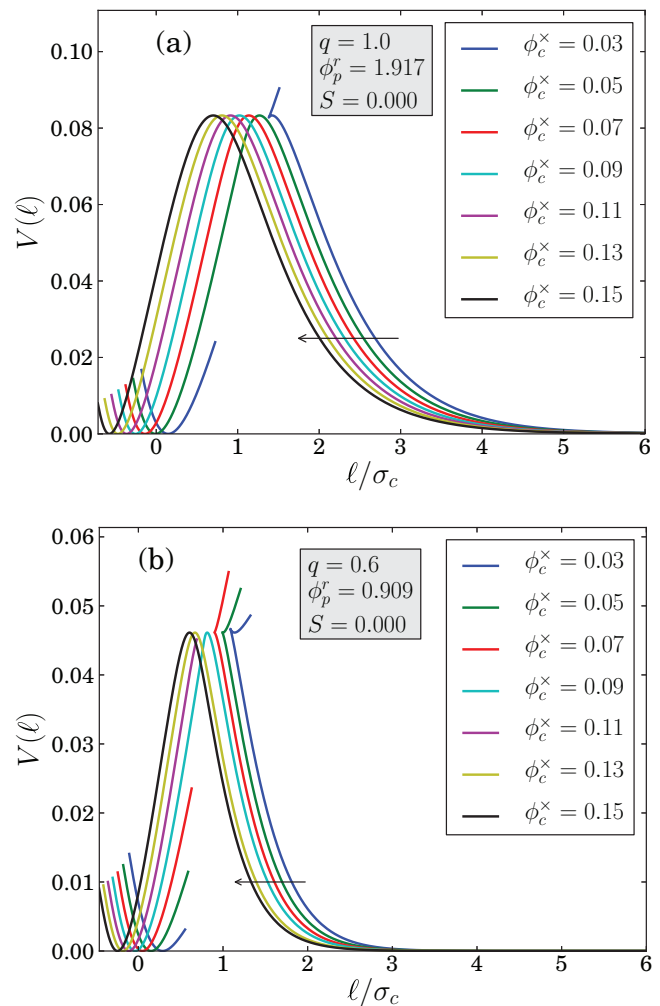 (a)
q = 1.0
ϕ_p^r = 1.917
S = 0.000
ϕ_c^× = 0.03
ϕ_c^× = 0.05
ϕ_c^× = 0.07
ϕ_c^× = 0.09
ϕ_c^× = 0.11
ϕ_c^× = 0.13
ϕ_c^× = 0.15
0.10
0.08
0.06
0.04
0.02
0.00
V(ℓ)
0 1 2 3 4 5 6
ℓ/σ_c
(b)
q = 0.6
ϕ_p^r = 0.909
S = 0.000
ϕ_c^× = 0.03
ϕ_c^× = 0.05
ϕ_c^× = 0.07
ϕ_c^× = 0.09
ϕ_c^× = 0.11
ϕ_c^× = 0.13
ϕ_c^× = 0.15
0.06
0.05
0.04
0.03
0.02
0.01
0.00
V(ℓ)
0 1 2 3 4 5 6
ℓ/σ_c